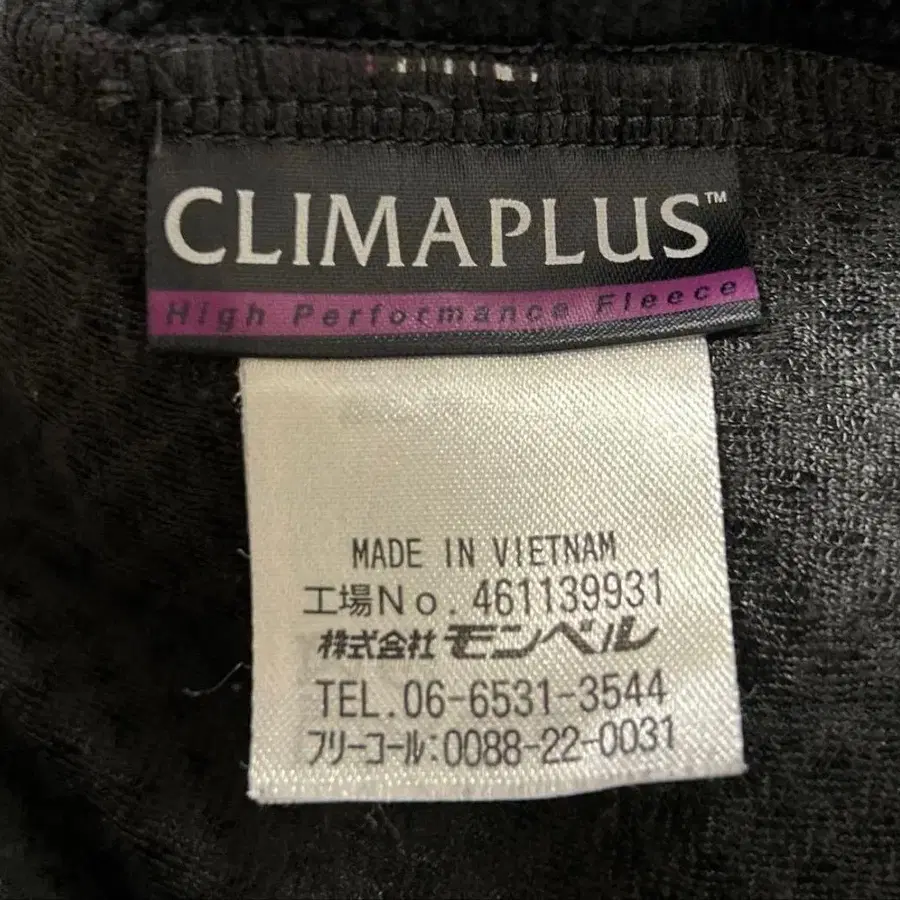 CLIMAPLUS™
High Performance Fleece
MADE IN VIETNAM
工場No.461139931
株式会社モンベル
TEL.06-6531-3544
フリーコール:0088-22-0031